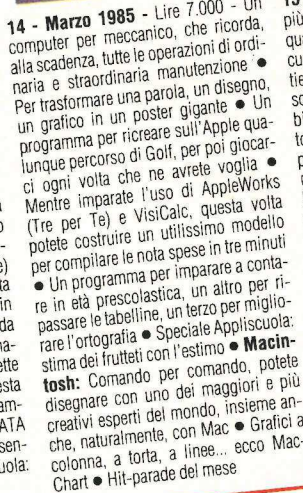 14 - Marzo 1985 - Lire 7.000 - Un
computer per meccanico, che ricorda,
alla scadenza, tutte le operazioni di ordi-
naria e straordinaria manutenzione •
Per trasformare una parola, un disegno,
un grafico in un poster gigante • Un
programma per ricreare sull'Apple qua-
lunque percorso di Golf, per poi giocar-
ci ogni volta che ne avrete voglia •
Mentre imparate l'uso di AppleWorks
(Tre per Te) e VisiCalc, questa volta
potete costruire un utilissimo modello
per compilare le nota spese in tre minuti
• Un programma per imparare a conta-
re in età prescolastica, un altro per ri-
passare le tabelline, un terzo per miglio-
rare l'ortografia • Speciale Appliscuola:
stima dei frutteti con l'estimo • Macin-
tosh: Comando per comando, potete
disegnare con uno dei maggiori e più
creativi esperti del mondo, insieme an-
che, naturalmente, con Mac • Grafici a
colonna, a torta, a linee... ecco Mac-
Chart • Hit-parade del mese